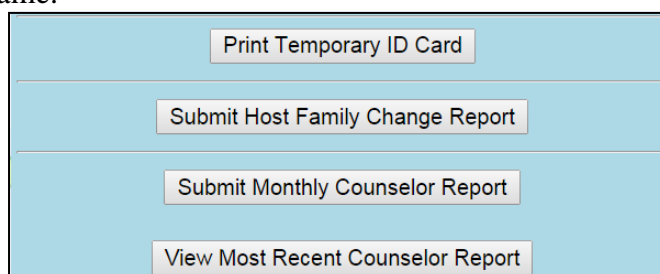 Print Temporary ID Card
Submit Host Family Change Report
Submit Monthly Counselor Report
View Most Recent Counselor Report